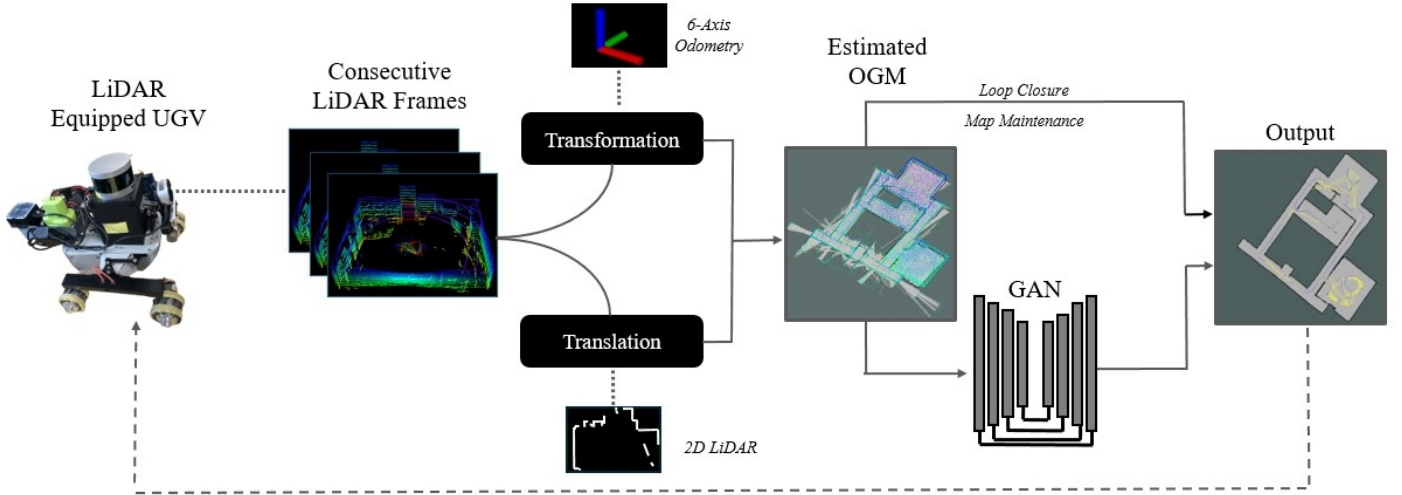 LiDAR
Equipped UGV
Consecutive
LiDAR Frames
6-Axis
Odometry
Transformation
Translation
2D LiDAR
Estimated
OGM
Loop Closure
Map Maintenance
GAN
Output